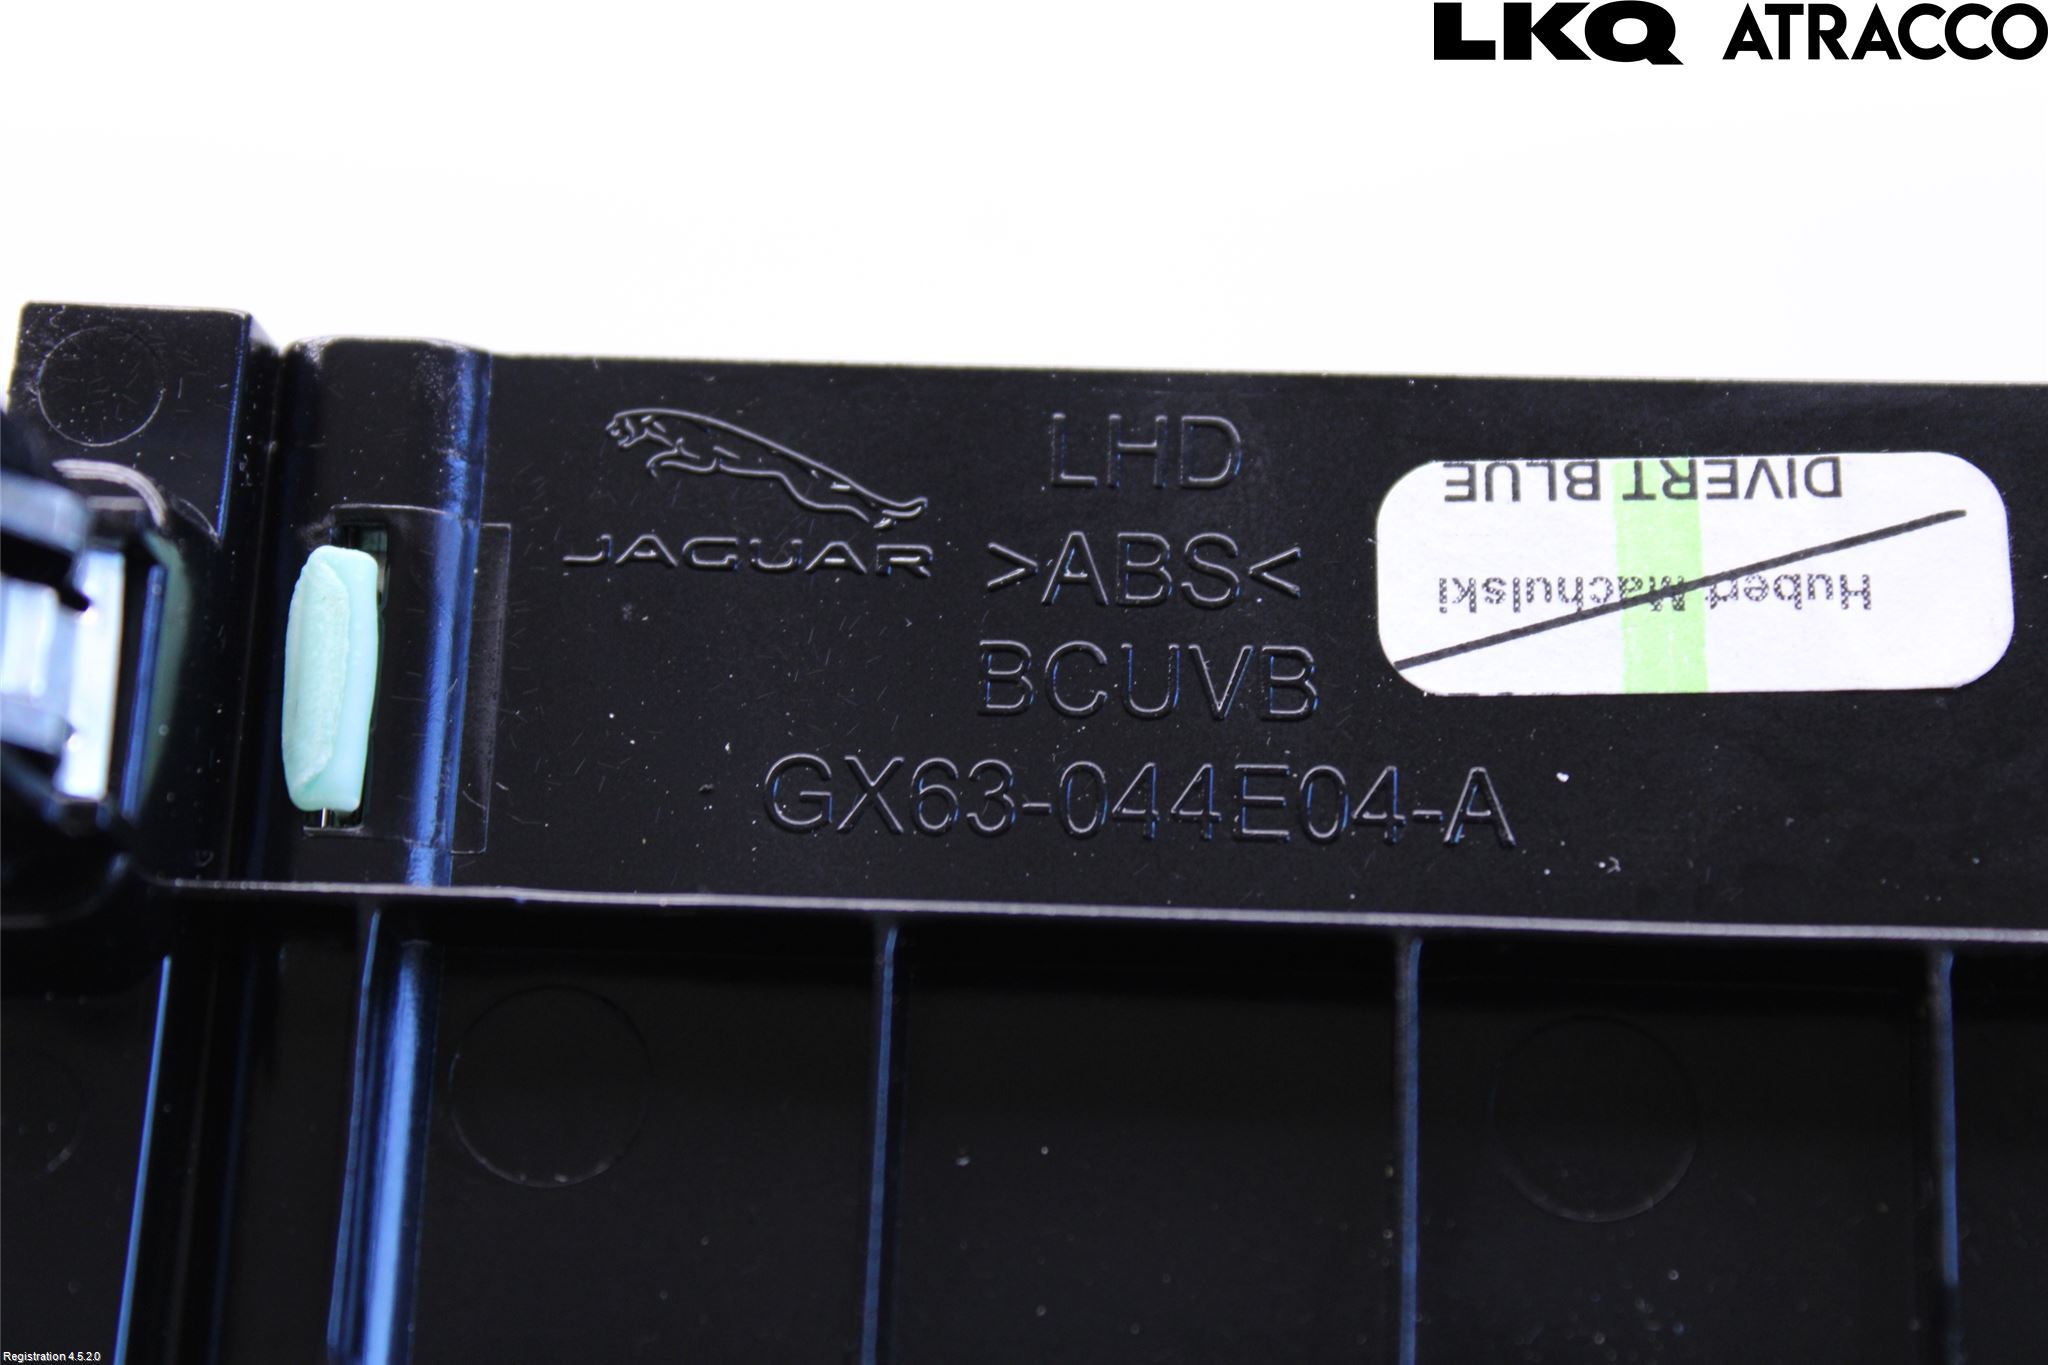 LKQ ATRACCO
JAGUAR
LHD
>ABS<
BCUVB
GX63-044E04-A
DIVERT BLUE
Hubert Machulski
Registration 4.5.2.0